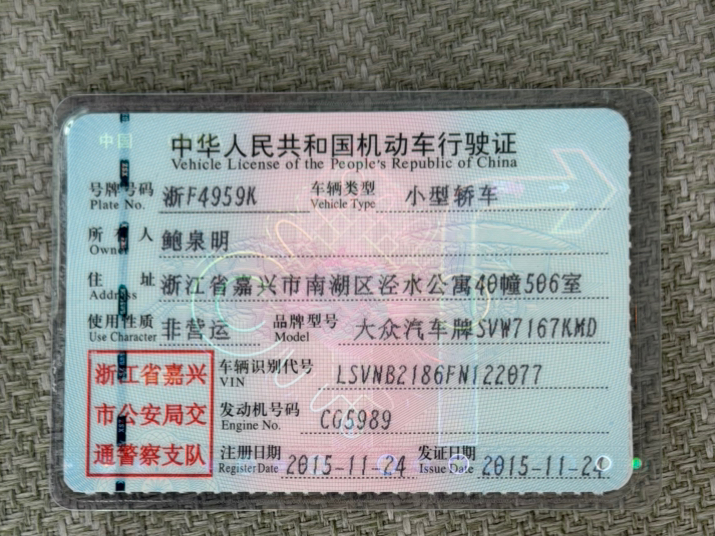 中国
中华人民共和国机动车行驶证
Vehicle License of the People's Republic of China
号牌号码 浙F4959K 车辆类型 小型轿车
Plate No. Vehicle Type
所有人 鲍泉明
Owner
住址 浙江省嘉兴市南湖区泾水公寓40幢506室
Address
使用性质 非营运 品牌型号 大众汽车牌SVW7167KMD
Use Character Model
浙江省嘉兴 车辆识别代号 LSVNB2186FN122077
VIN
市公安局交 发动机号码 CG5989
Engine No.
通警察支队 注册日期 2015-11-24 发证日期 2015-11-24
Register Date Issue Date